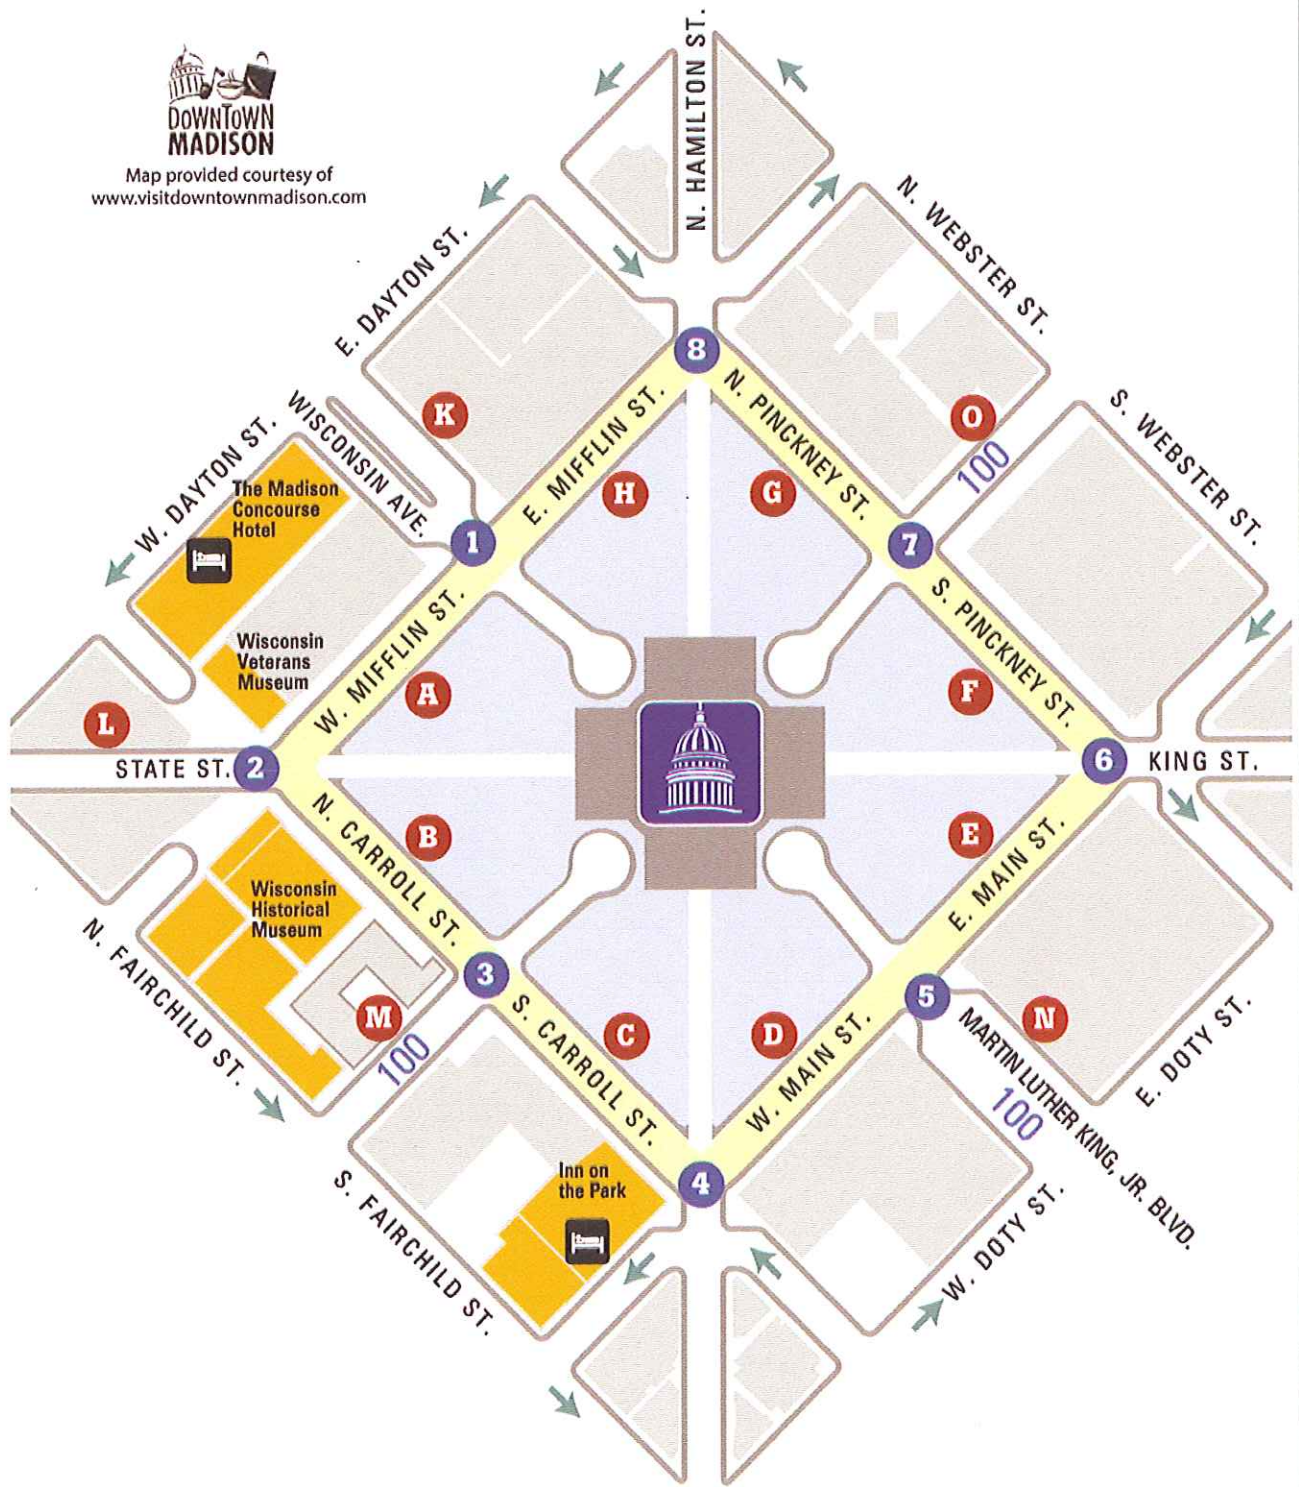 DOWNTOWN
MADISON
Map provided courtesy of
www.visitdowntownmadison.com
N. HAMILTON ST.
N. WEBSTER ST.
E. DAYTON ST.
8
K
E. MIFFLIN ST.
N. PINCKNEY ST.
O
100
S. WEBSTER ST.
W. DAYTON ST.
WISCONSIN AVE.
The Madison
Concourse
Hotel
H
G
1
7
S. PINCKNEY ST.
W. MIFFLIN ST.
Wisconsin
Veterans
Museum
A
F
L
STATE ST.
2
6
KING ST.
N. CARROLL ST.
B
E
E. MAIN ST.
Wisconsin
Historical
Museum
N. FAIRCHILD ST.
3
5
M
100
S. CARROLL ST.
C
D
W. MAIN ST.
N
MARTIN LUTHER KING, JR. BLVD.
100
E. DOTY ST.
4
Inn on
the Park
S. FAIRCHILD ST.
W. DOTY ST.